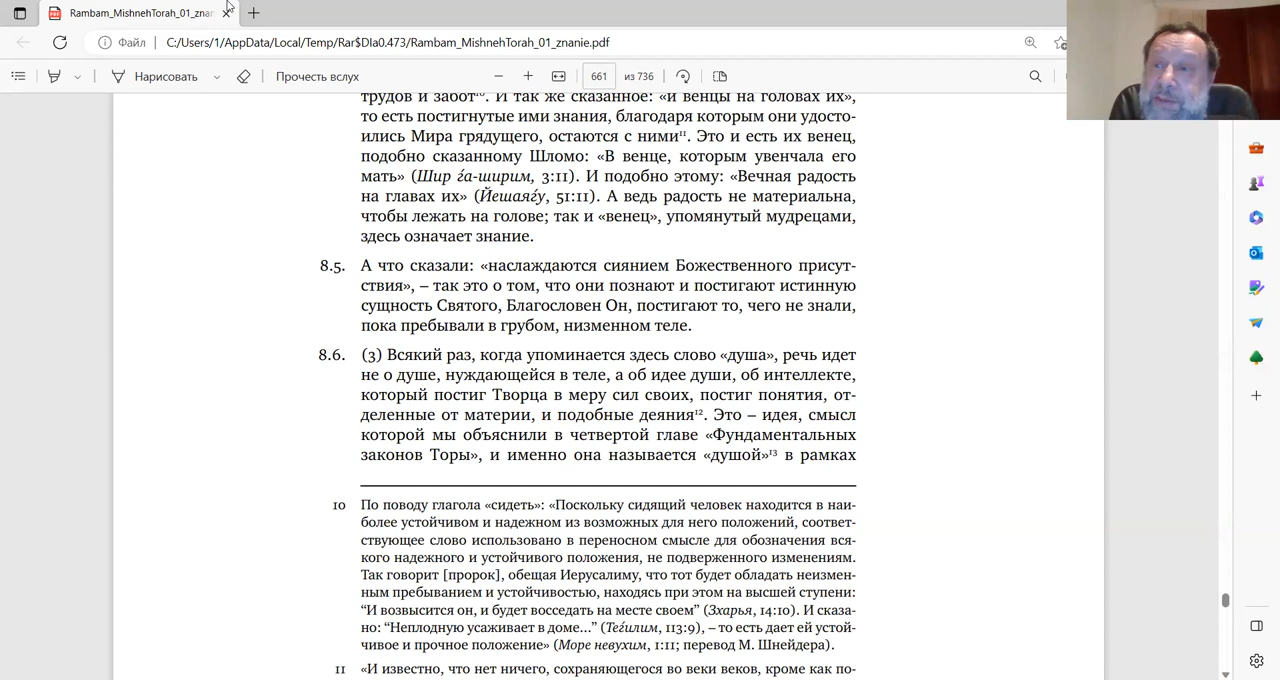 Rambam_MishnehTorah_01_znan
Файл
C:/Users/1/AppData/Local/Temp/Rar$DIa0.473/Rambam_MishnehTorah_01_znanie.pdf
Нарисовать
Прочесть вслух
661
из 736
трудов и забот¹⁰. И так же сказанное: «и венцы на головах их»,
то есть постигнутые ими знания, благодаря которым они удосто-
ились Мира грядущего, остаются с ними¹¹. Это и есть их венец,
подобно сказанному Шломо: «В венце, которым увенчала его
мать» (Шир ѓа-ширим, 3:11). И подобно этому: «Вечная радость
на главах их» (Йешаяѓу, 51:11). А ведь радость не материальна,
чтобы лежать на голове; так и «венец», упомянутый мудрецами,
здесь означает знание.
8.5. А что сказали: «наслаждаются сиянием Божественного присут-
ствия», – так это о том, что они познают и постигают истинную
сущность Святого, Благословен Он, постигают то, чего не знали,
пока пребывали в грубом, низменном теле.
8.6. (3) Всякий раз, когда упоминается здесь слово «душа», речь идет
не о душе, нуждающейся в теле, а об идее души, об интеллекте,
который постиг Творца в меру сил своих, постиг понятия, от-
деленные от материи, и подобные деяния¹². Это – идея, смысл
которой мы объяснили в четвертой главе «Фундаментальных
законов Торы», и именно она называется «душой»¹³ в рамках
10 По поводу глагола «сидеть»: «Поскольку сидящий человек находится в наи-
более устойчивом и надежном из возможных для него положений, соответ-
ствующее слово использовано в переносном смысле для обозначения вся-
кого надежного и устойчивого положения, не подверженного изменениям.
Так говорит [пророк], обещая Иерусалиму, что тот будет обладать неизмен-
ным пребыванием и устойчивостью, находясь при этом на высшей ступени:
“И возвысится он, и будет восседать на месте своем” (Зхарья, 14:10). И сказа-
но: “Неплодную усаживает в доме...” (Теѓилим, 113:9), – то есть дает ей устой-
чивое и прочное положение» (Море невухим, 1:11; перевод М. Шнейдера).
11 «И известно, что нет ничего, сохраняющегося во веки веков, кроме как по-